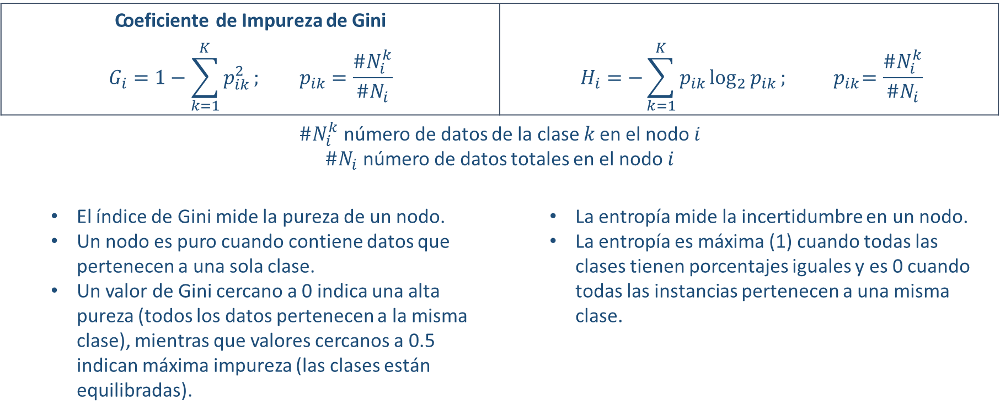 Coeficiente de Impureza de Gini
G_i = 1 − ∑_{k=1}^{K} p_{ik}^2 ; p_{ik} = #N_i^k / #N_i
H_i = − ∑_{k=1}^{K} p_{ik} log_2 p_{ik} ; p_{ik} = #N_i^k / #N_i
#N_i^k número de datos de la clase k en el nodo i
#N_i número de datos totales en el nodo i
• El índice de Gini mide la pureza de un nodo.
• Un nodo es puro cuando contiene datos que
pertenecen a una sola clase.
• Un valor de Gini cercano a 0 indica una alta
pureza (todos los datos pertenecen a la misma
clase), mientras que valores cercanos a 0.5
indican máxima impureza (las clases están
equilibradas).
• La entropía mide la incertidumbre en un nodo.
• La entropía es máxima (1) cuando todas las
clases tienen porcentajes iguales y es 0 cuando
todas las instancias pertenecen a una misma
clase.